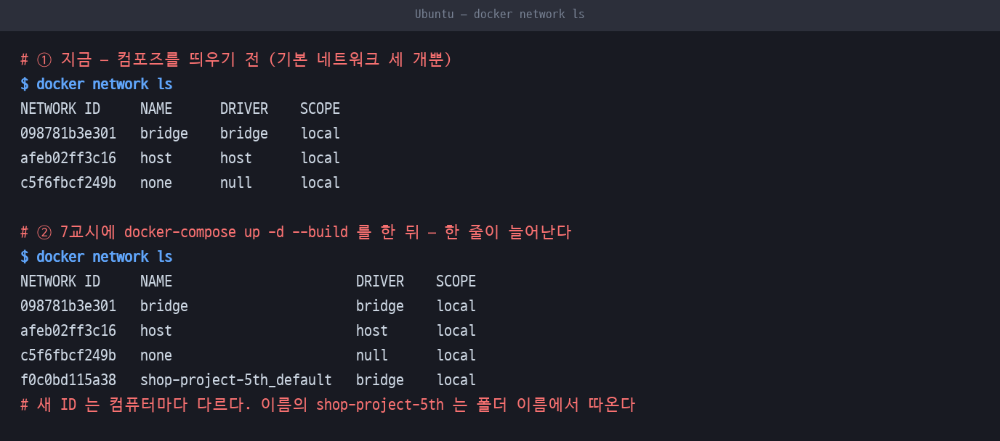 Ubuntu — docker network ls
# ① 지금 — 컴포즈를 띄우기 전 (기본 네트워크 세 개뿐)
$ docker network ls
NETWORK ID     NAME      DRIVER    SCOPE
098781b3e301   bridge    bridge    local
afeb02ff3c16   host      host      local
c5f6fbcf249b   none      null      local
# ② 7교시에 docker-compose up -d --build 를 한 뒤 — 한 줄이 늘어난다
$ docker network ls
NETWORK ID     NAME                       DRIVER    SCOPE
098781b3e301   bridge                     bridge    local
afeb02ff3c16   host                       host      local
c5f6fbcf249b   none                       null      local
f0c0bd115a38   shop-project-5th_default   bridge    local
# 새 ID 는 컴퓨터마다 다르다. 이름의 shop-project-5th 는 폴더 이름에서 따온다